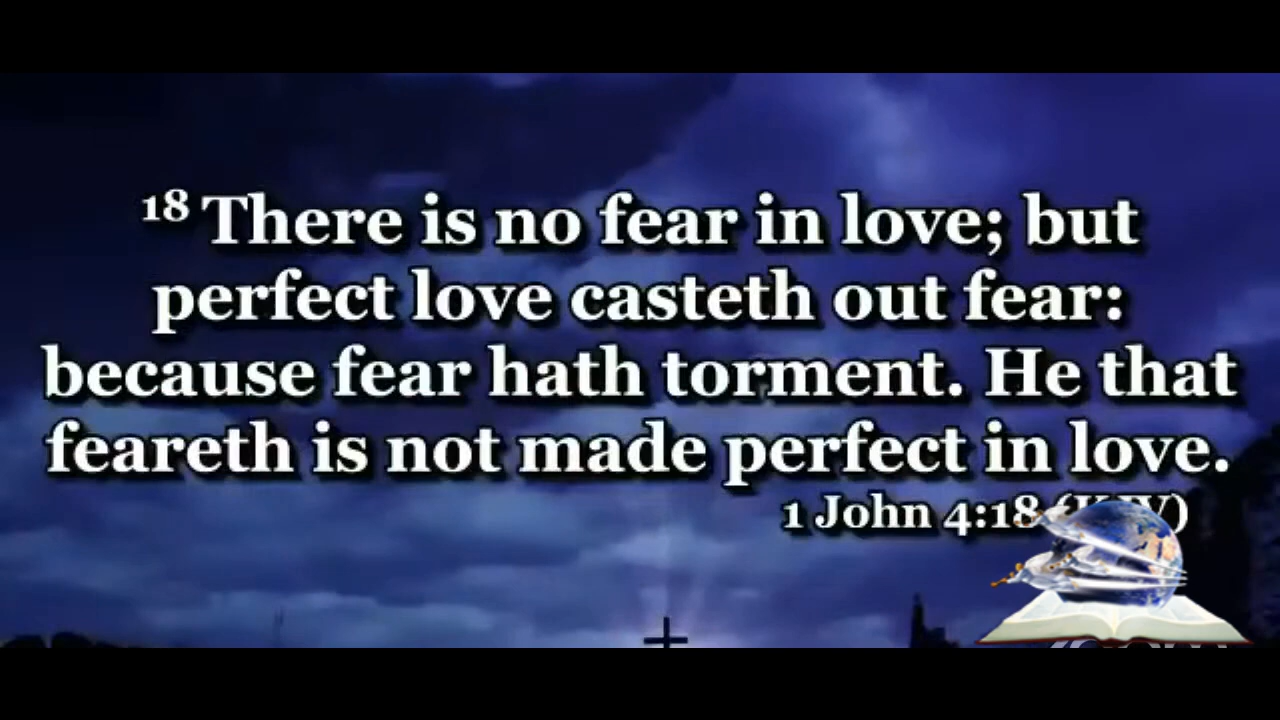 18 There is no fear in love; but
perfect love casteth out fear:
because fear hath torment. He that
feareth is not made perfect in love.
1 John 4:18